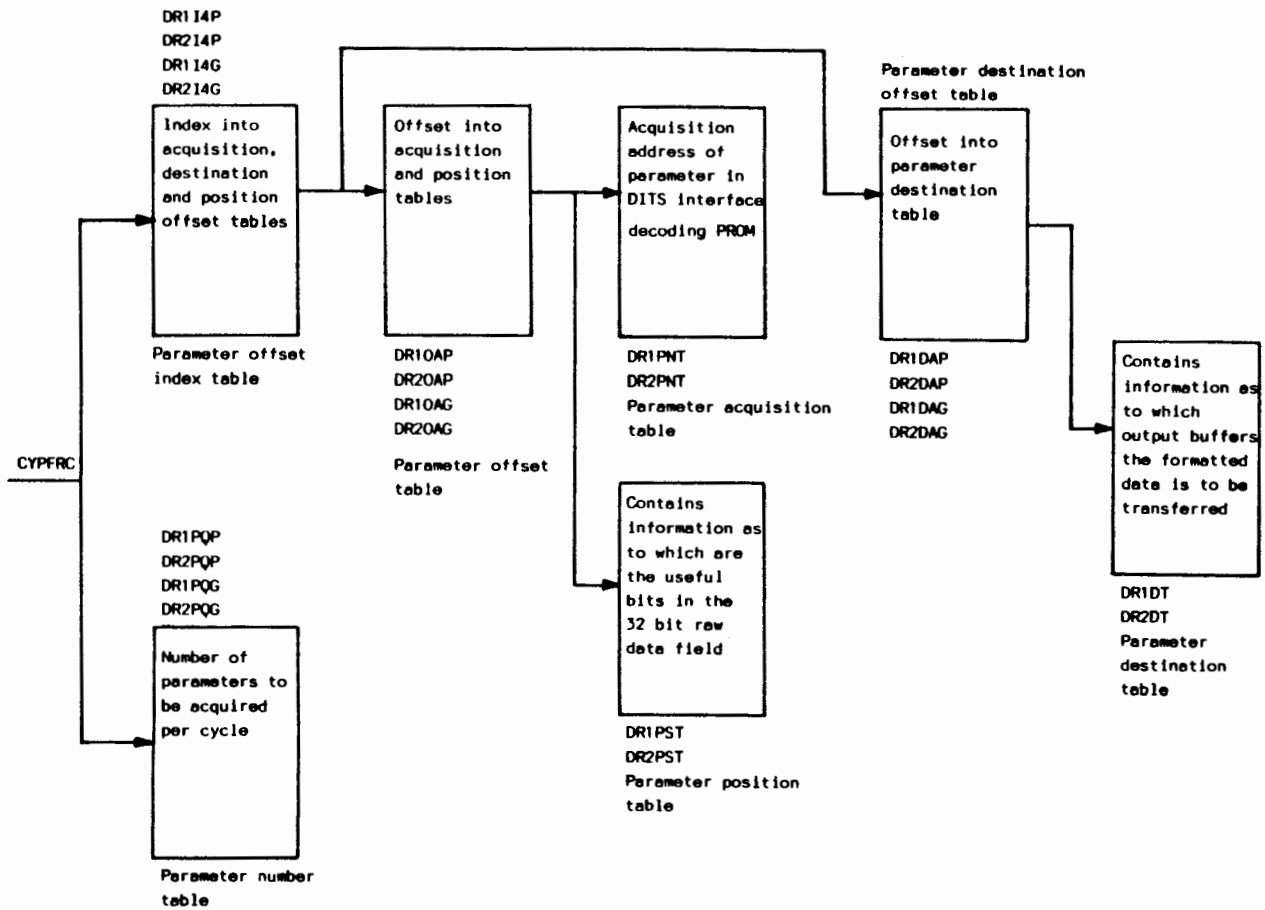 DR1I4P
DR2I4P
DR1I4G
DR2I4G
Index into
acquisition,
destination
and position
offset tables
Parameter offset
index table
Offset into
acquisition
and position
tables
DR1OAP
DR2OAP
DR1OAG
DR2OAG
Parameter offset
table
Acquisition
address of
parameter in
DITS interface
decoding PROM
DR1PNT
DR2PNT
Parameter acquisition
table
Parameter destination
offset table
Offset into
parameter
destination
table
DR1DAP
DR2DAP
DR1DAG
DR2DAG
Contains
information as
to which
output buffers
the formatted
data is to be
transferred
DR1DT
DR2DT
Parameter
destination
table
CYPFRC
Contains
information as
to which are
the useful
bits in the
32 bit raw
data field
DR1PST
DR2PST
Parameter position
table
DR1PQP
DR2PQP
DR1PQG
DR2PQG
Number of
parameters to
be acquired
per cycle
Parameter number
table